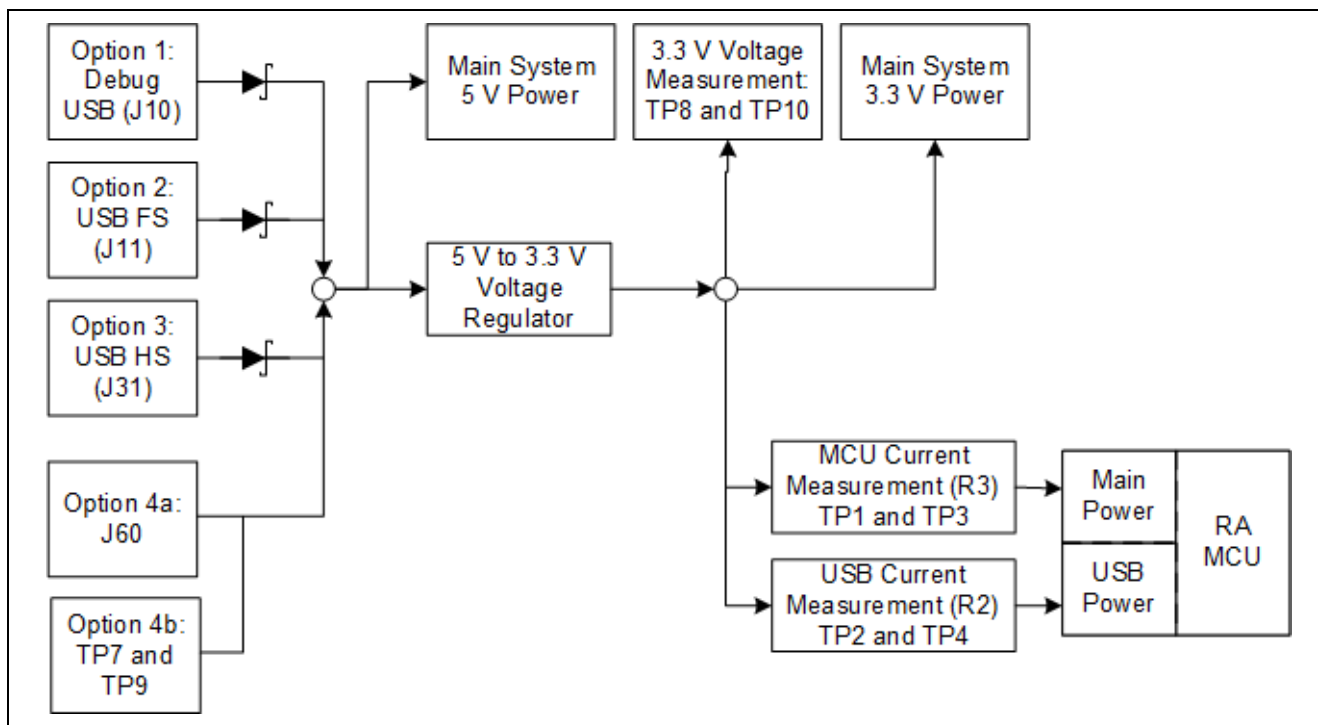 Option 1:
Debug
USB (J10)
Main System
5 V Power
3.3 V Voltage
Measurement:
TP8 and TP10
Main System
3.3 V Power
Option 2:
USB FS
(J11)
5 V to 3.3 V
Voltage
Regulator
Option 3:
USB HS
(J31)
Option 4a:
J60
Option 4b:
TP7 and
TP9
MCU Current
Measurement (R3)
TP1 and TP3
USB Current
Measurement (R2)
TP2 and TP4
Main
Power
USB
Power
RA
MCU